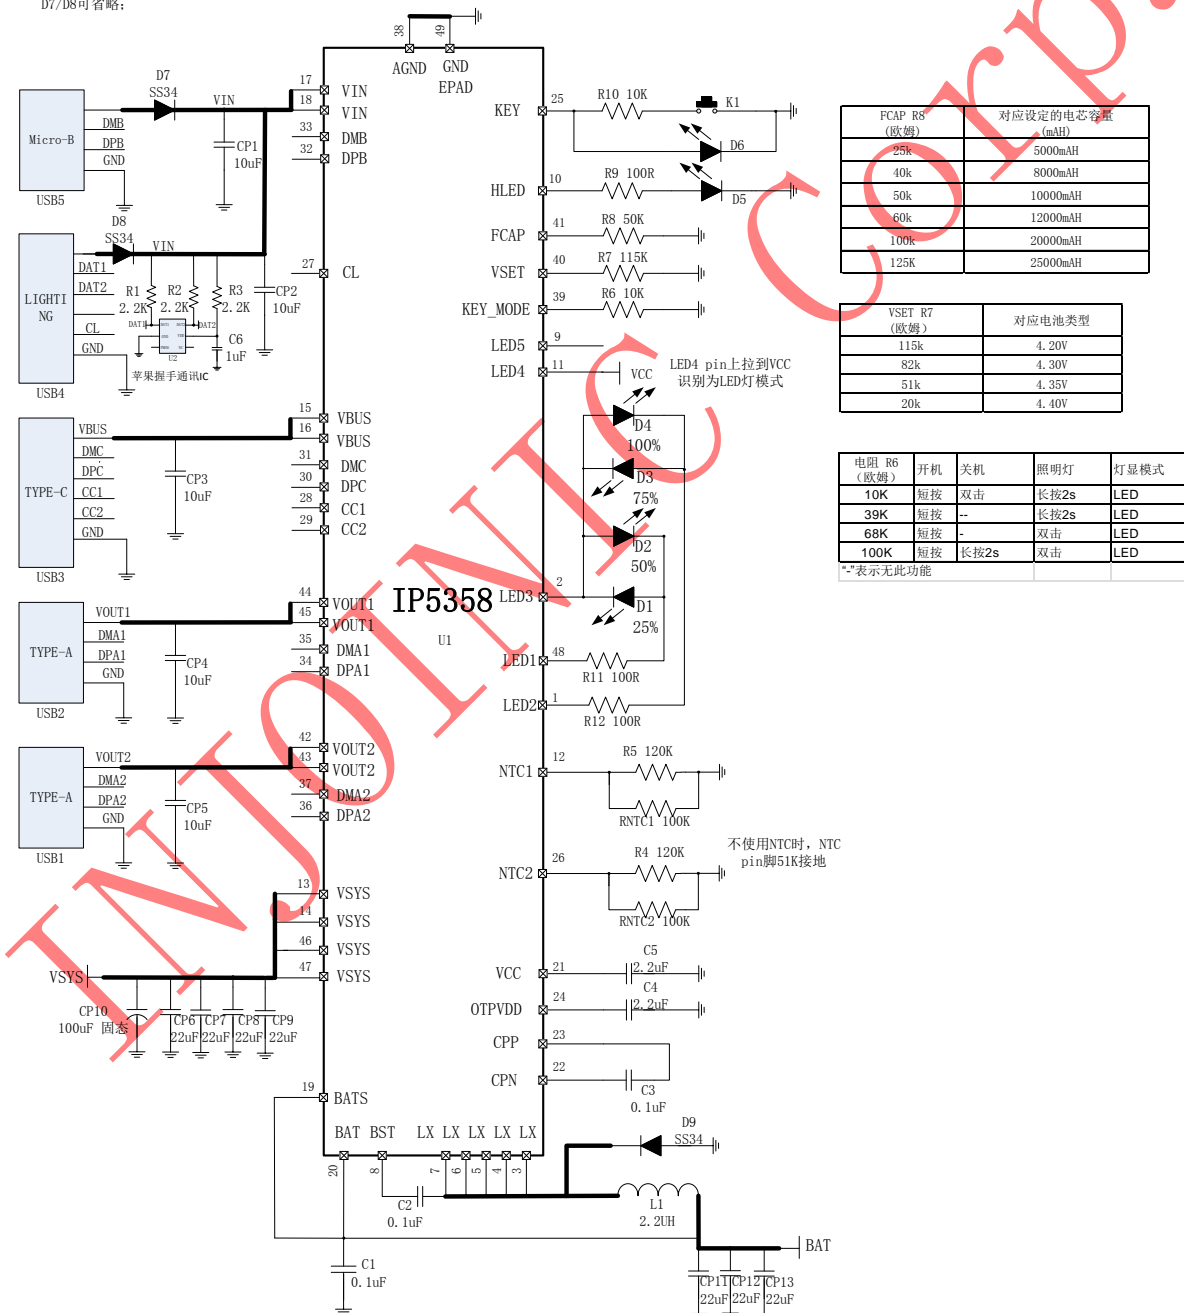 D7/D8可省略;
38
49
AGND GND
EPAD
D7
SS34
VIN
Micro-B
DMB
DPB
GND
USB5
CP1
10uF
17
18
33
32
VIN
VIN
DMB
DPB
D8
SS34
VIN
LIGHTI
NG
DAT1
DAT2
CL
GND
USB4
R1
2.2K
R2
2.2K
R3
2.2K
CP2
10uF
DAT1
DAT2
U2
C6
1uF
苹果握手通讯IC
27
CL
TYPE-C
VBUS
DMC
DPC
CC1
CC2
GND
USB3
CP3
10uF
15
16
31
30
28
29
VBUS
VBUS
DMC
DPC
CC1
CC2
TYPE-A
VOUT1
DMA1
DPA1
GND
USB2
CP4
10uF
44
45
35
34
VOUT1
VOUT1
DMA1
DPA1
TYPE-A
VOUT2
DMA2
DPA2
GND
USB1
CP5
10uF
42
43
37
36
VOUT2
VOUT2
DMA2
DPA2
13
14
46
47
VSYS
VSYS
VSYS
VSYS
VSYS
CP10
100uF 固态
CP6
22uF
CP7
22uF
CP8
22uF
CP9
22uF
19
BATS
IP5358
U1
BAT BST LX LX LX LX LX
20
8
7
6
5
4
3
C2
0.1uF
C1
0.1uF
D9
SS34
L1
2.2UH
BAT
CP11
22uF
CP12
22uF
CP13
22uF
KEY
25
R10 10K
K1
D6
HLED
10
R9 100R
D5
FCAP
41
R8 50K
VSET
40
R7 115K
KEY_MODE
39
R6 10K
LED5
9
LED4
11
VCC
LED4 pin上拉到VCC
识别为LED灯模式
D4
100%
D3
75%
D2
50%
D1
25%
LED3
2
LED1
48
R11 100R
LED2
1
R12 100R
NTC1
12
R5 120K
RNTC1 100K
NTC2
26
R4 120K
RNTC2 100K
不使用NTC时，NTC
pin脚51K接地
VCC
21
C5
2.2uF
OTPVDD
24
C4
2.2uF
CPP
23
CPN
22
C3
0.1uF
FCAP R8
(欧姆)
对应设定的电芯容量
(mAH)
25k 5000mAH
40k 8000mAH
50k 10000mAH
60k 12000mAH
100k 20000mAH
125K 25000mAH
VSET R7
(欧姆)
对应电池类型
115k 4.20V
82k 4.30V
51k 4.35V
20k 4.40V
电阻 R6
(欧姆)
开机 关机 照明灯 灯显模式
10K 短按 双击 长按2s LED
39K 短按 -- 长按2s LED
68K 短按 - 双击 LED
100K 短按 长按2s 双击 LED
"-"表示无此功能
INJOINIC Corp.